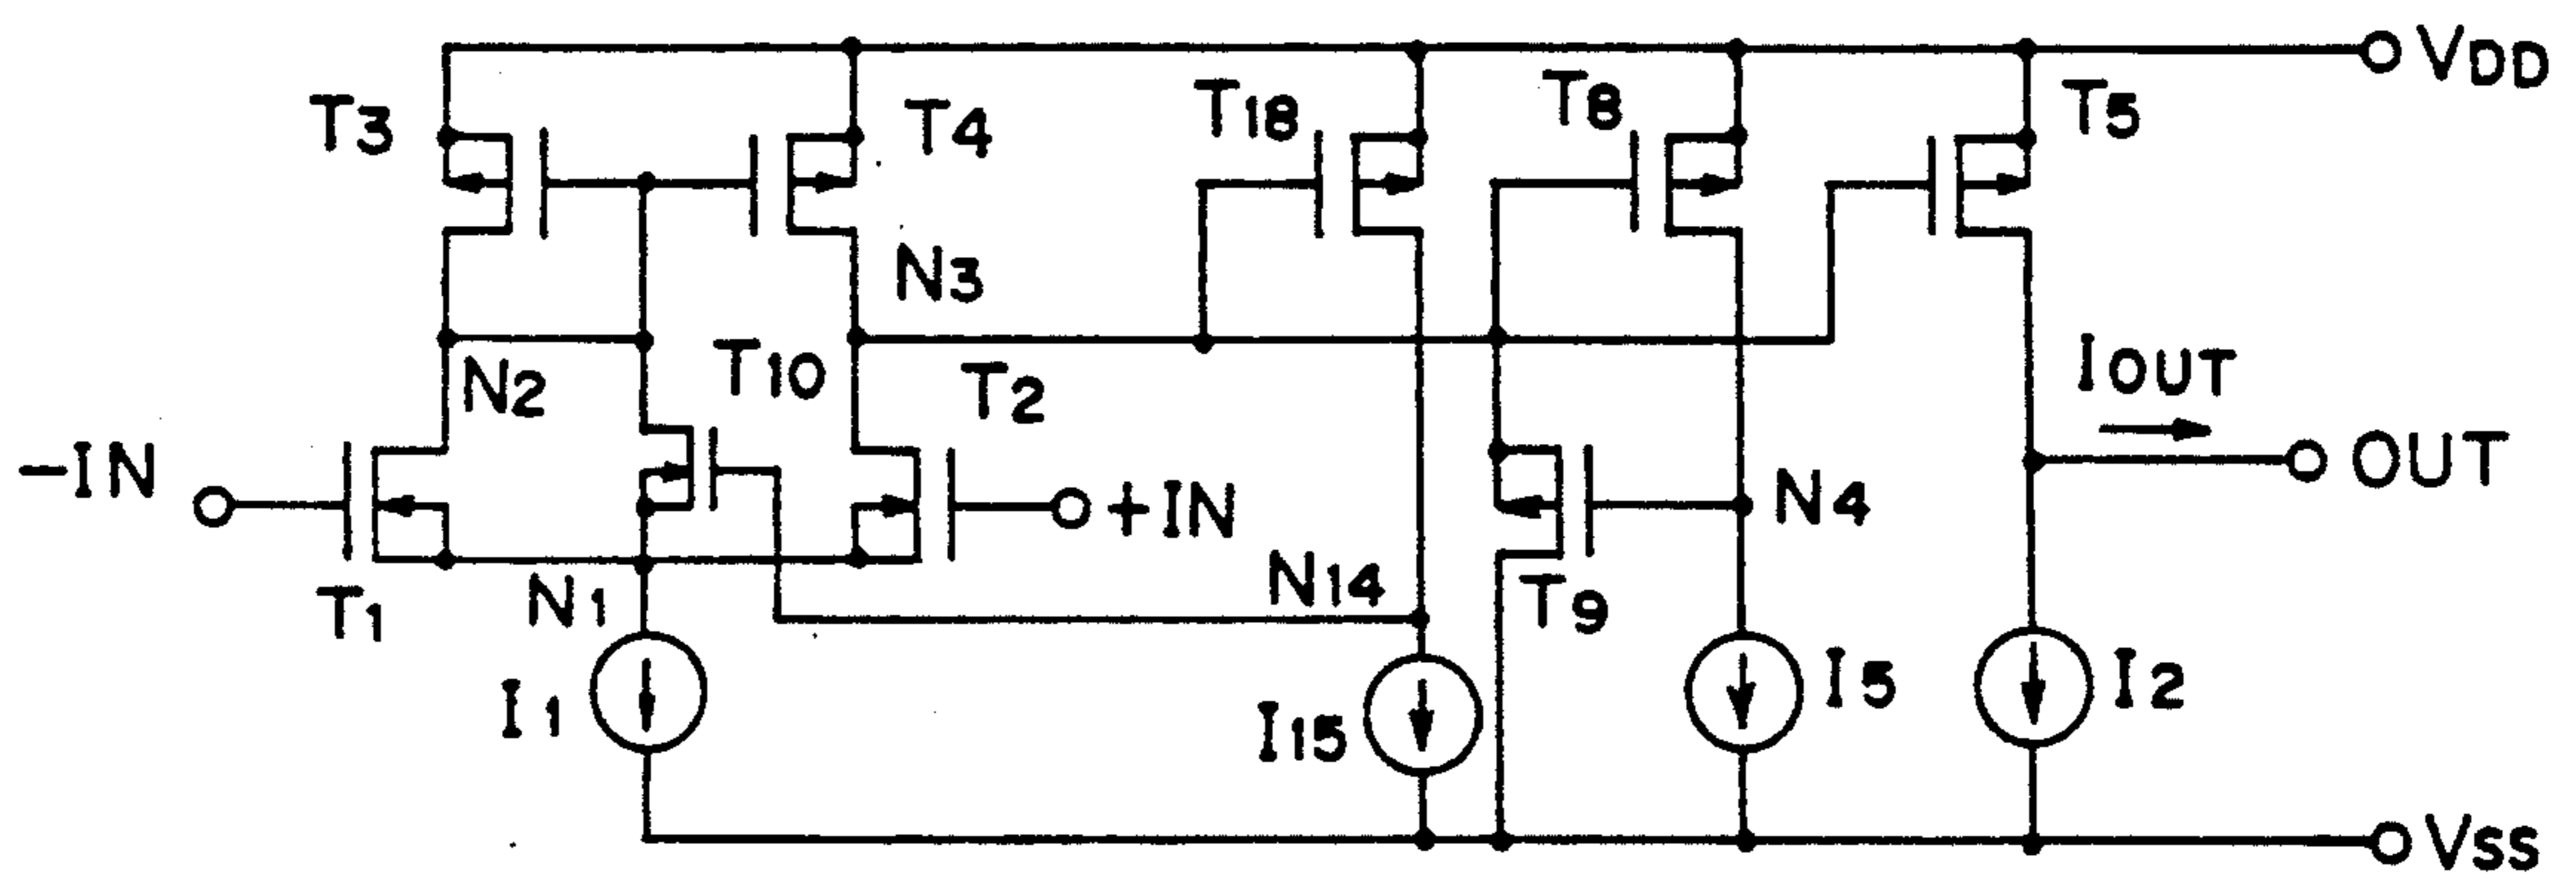 VDD
T3
T4
T18
T8
T5
N3
N2
T10
T2
IOUT
-IN
+IN
N4
OUT
T1
N1
N14
T9
I1
I15
I5
I2
VSS